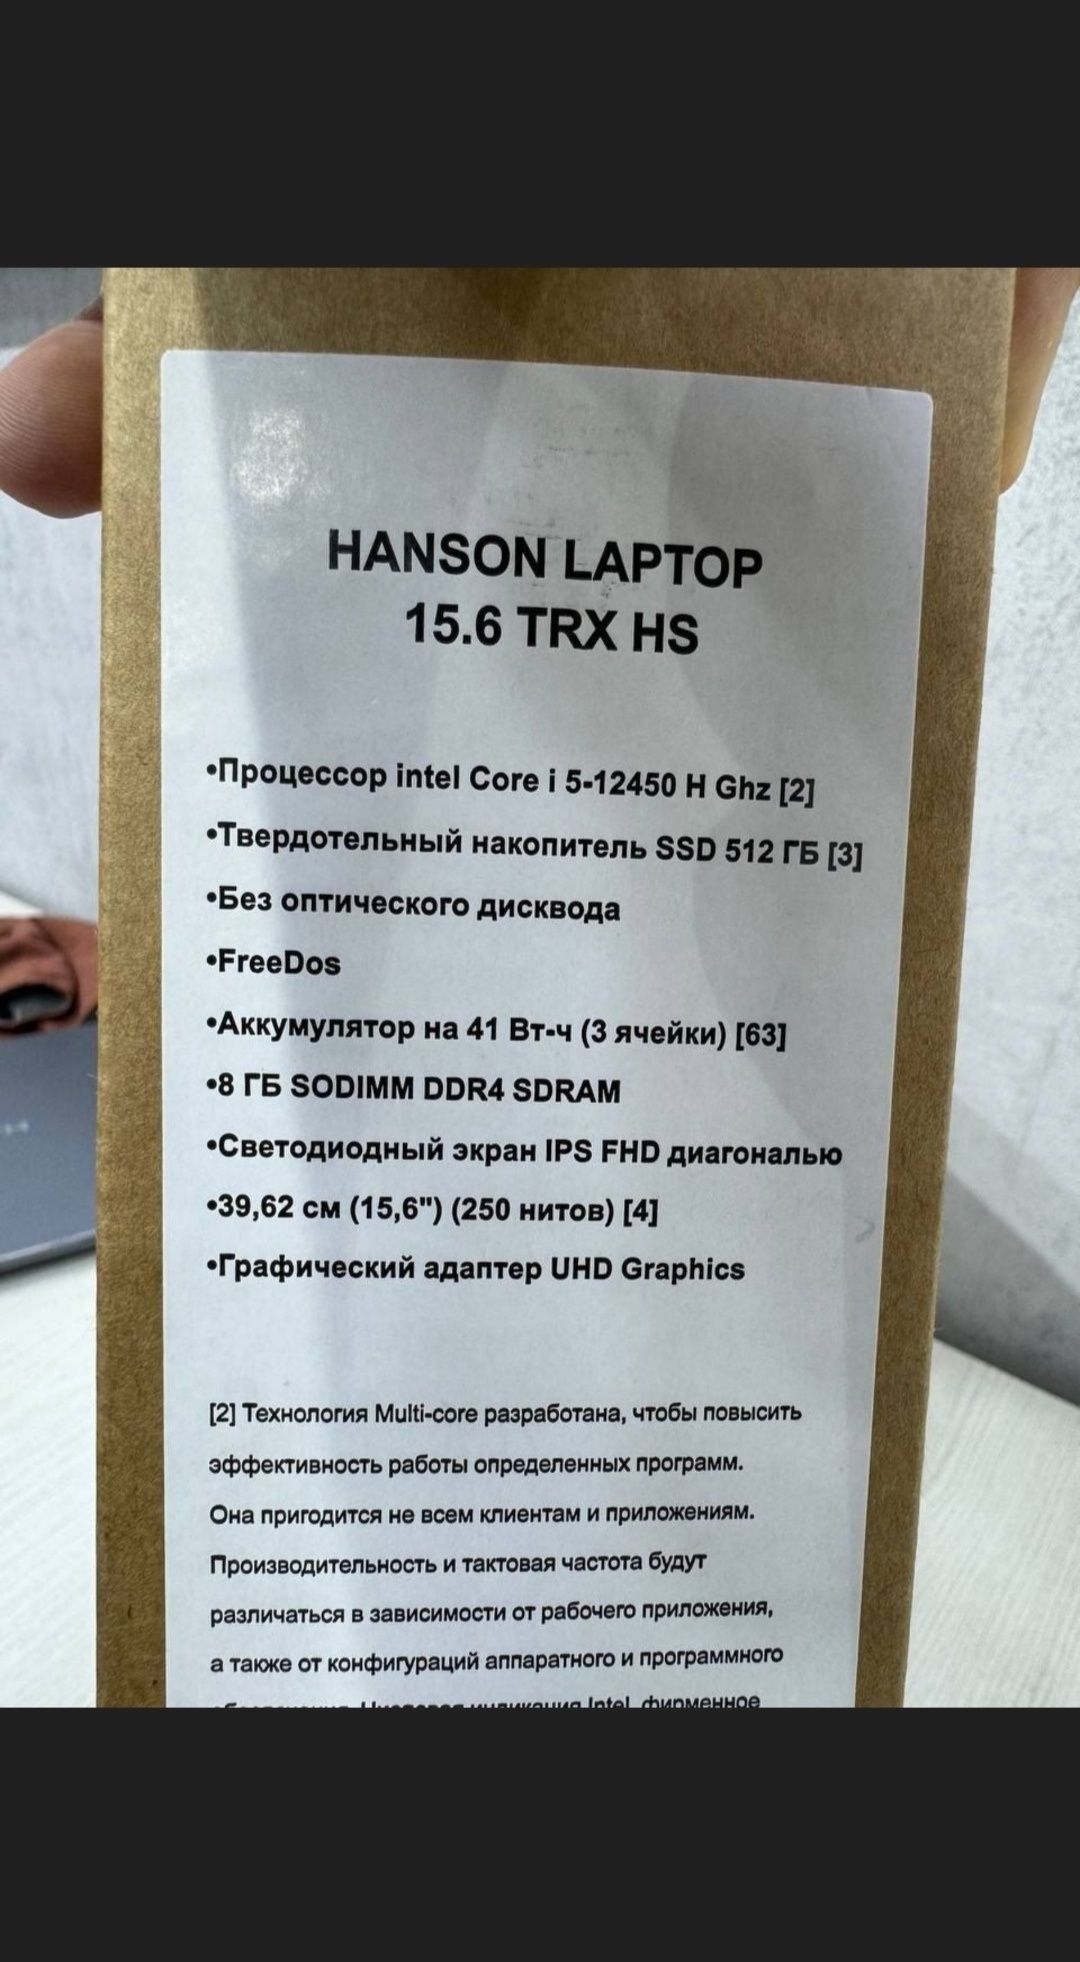 HANSON LAPTOP
15.6 TRX HS
•Процессор intel Core i 5-12450 H Ghz [2]
•Твердотельный накопитель SSD 512 ГБ [3]
•Без оптического дисквода
•FreeDos
•Аккумулятор на 41 Вт-ч (3 ячейки) [63]
•8 ГБ SODIMM DDR4 SDRAM
•Светодиодный экран IPS FHD диагональю
•39,62 см (15,6") (250 нитов) [4]
•Графический адаптер UHD Graphics
[2] Технология Multi-core разработана, чтобы повысить
эффективность работы определенных программ.
Она пригодится не всем клиентам и приложениям.
Производительность и тактовая частота будут
различаться в зависимости от рабочего приложения,
а также от конфигураций аппаратного и программного
Intel, фирменное